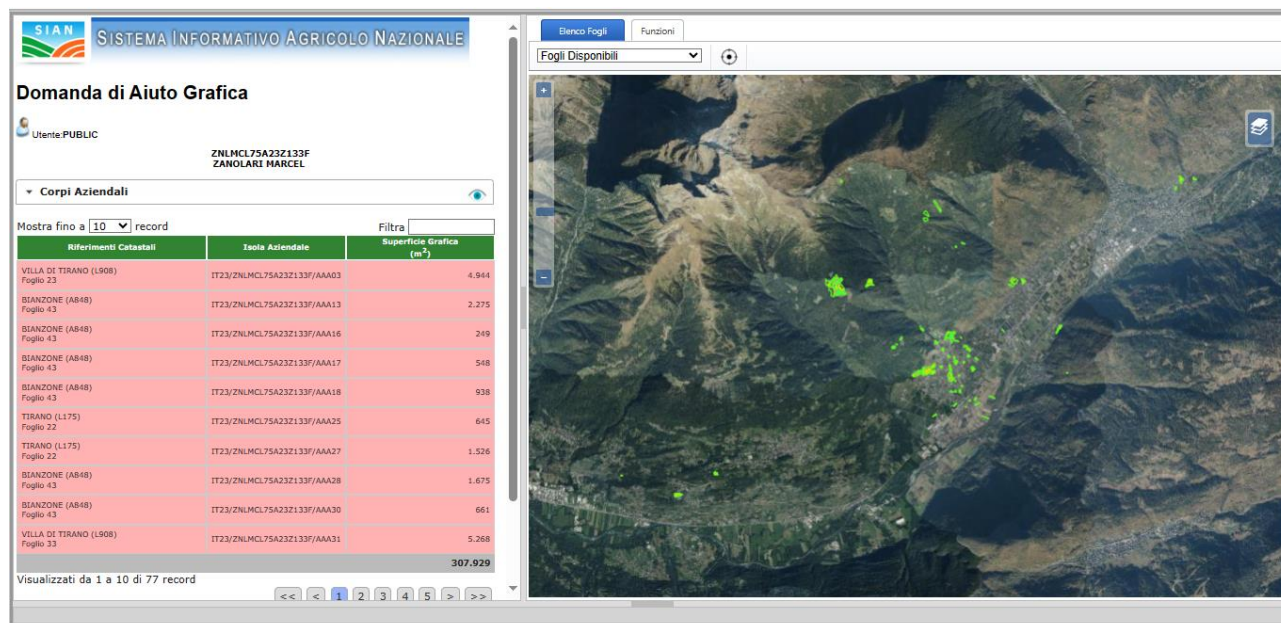 SIAN
SISTEMA INFORMATIVO AGRICOLO NAZIONALE
Domanda di Aiuto Grafica
Utente:PUBLIC
ZNLMCL75A23Z133F
ZANOLARI MARCEL
Corpi Aziendali
Mostra fino a 10 record
Filtra
Riferimenti Catastali Isola Aziendale Superficie Grafica (m²)
VILLA DI TIRANO (L908)
Foglio 23
IT23/ZNLMCL75A23Z133F/AAA03 4.944
BIANZONE (A848)
Foglio 43
IT23/ZNLMCL75A23Z133F/AAA13 2.275
BIANZONE (A848)
Foglio 43
IT23/ZNLMCL75A23Z133F/AAA16 249
BIANZONE (A848)
Foglio 43
IT23/ZNLMCL75A23Z133F/AAA17 548
BIANZONE (A848)
Foglio 43
IT23/ZNLMCL75A23Z133F/AAA18 938
TIRANO (L175)
Foglio 22
IT23/ZNLMCL75A23Z133F/AAA25 645
TIRANO (L175)
Foglio 22
IT23/ZNLMCL75A23Z133F/AAA27 1.526
BIANZONE (A848)
Foglio 43
IT23/ZNLMCL75A23Z133F/AAA28 1.675
BIANZONE (A848)
Foglio 43
IT23/ZNLMCL75A23Z133F/AAA30 661
VILLA DI TIRANO (L908)
Foglio 33
IT23/ZNLMCL75A23Z133F/AAA31 5.268
307.929
Visualizzati da 1 a 10 di 77 record
<< < 1 2 3 4 5 > >>
Elenco Fogli
Funzioni
Fogli Disponibili
+
−